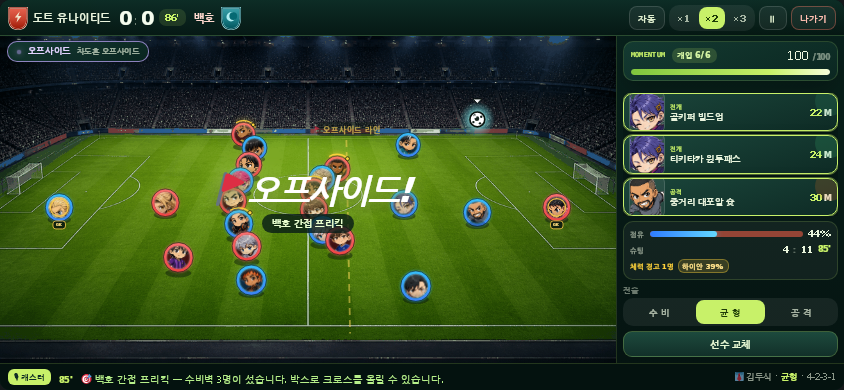 도트 유나이티드 0 : 0 86' 백호
자동 ×1 ×2 ×3 II 나가기
오프사이드 차도훈 오프사이드
MOMENTUM 개입 6/6 100 /100
오프사이드 라인
전개
골키퍼 빌드업 22 M
전개
티키타카 원투패스 24 M
공격
중거리 대포알 슛 30 M
오프사이드!
백호 간접 프리킥
GK
GK
점유 44%
슈팅 4 : 11 85'
체력 경고 1명 하이안 39%
전술
수 비 균 형 공 격
선수 교체
캐스터 85' 백호 간접 프리킥 — 수비벽 3명이 섰습니다. 박스로 크로스를 올릴 수 있습니다.
김두식 · 균형 · 4-2-3-1